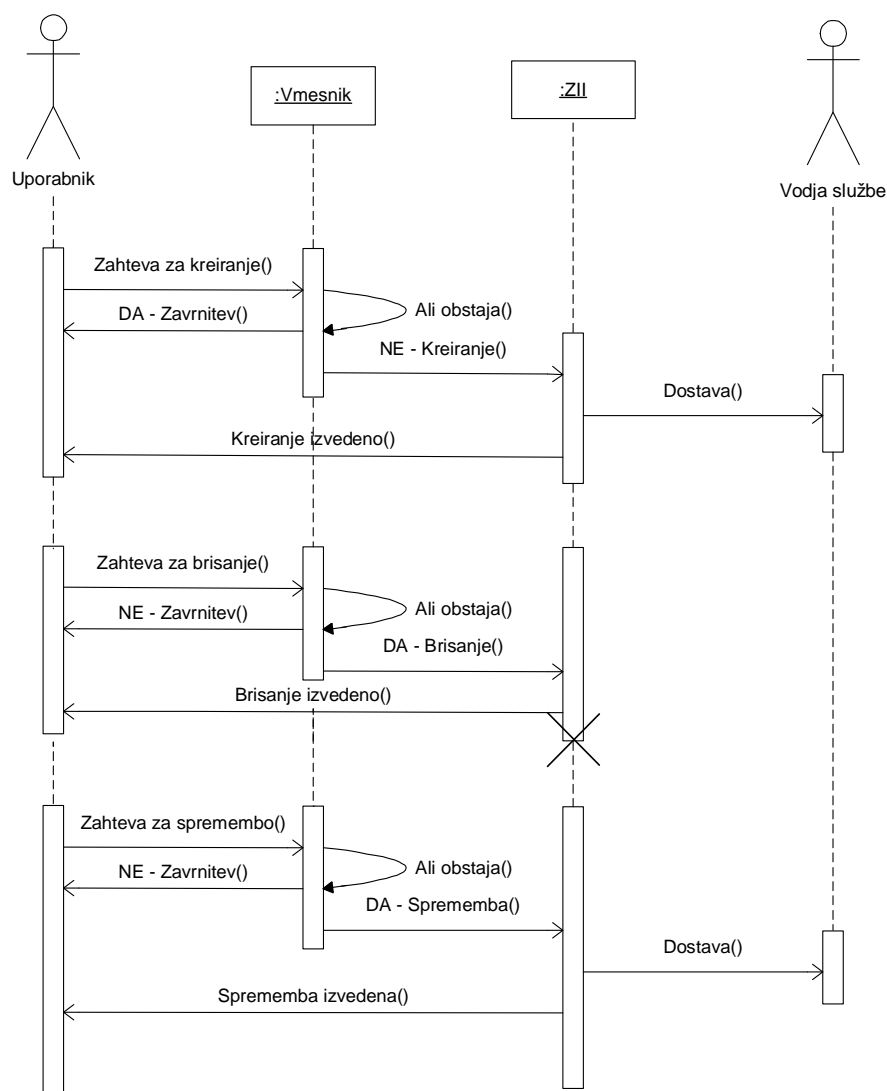 :Vmesnik
:ZII
Uporabnik
Vodja službe
Zahteva za kreiranje()
DA - Zavrnitev()
Ali obstaja()
NE - Kreiranje()
Dostava()
Kreiranje izvedeno()
Zahteva za brisanje()
NE - Zavrnitev()
Ali obstaja()
DA - Brisanje()
Brisanje izvedeno()
Zahteva za spremembo()
NE - Zavrnitev()
Ali obstaja()
DA - Sprememba()
Dostava()
Sprememba izvedena()